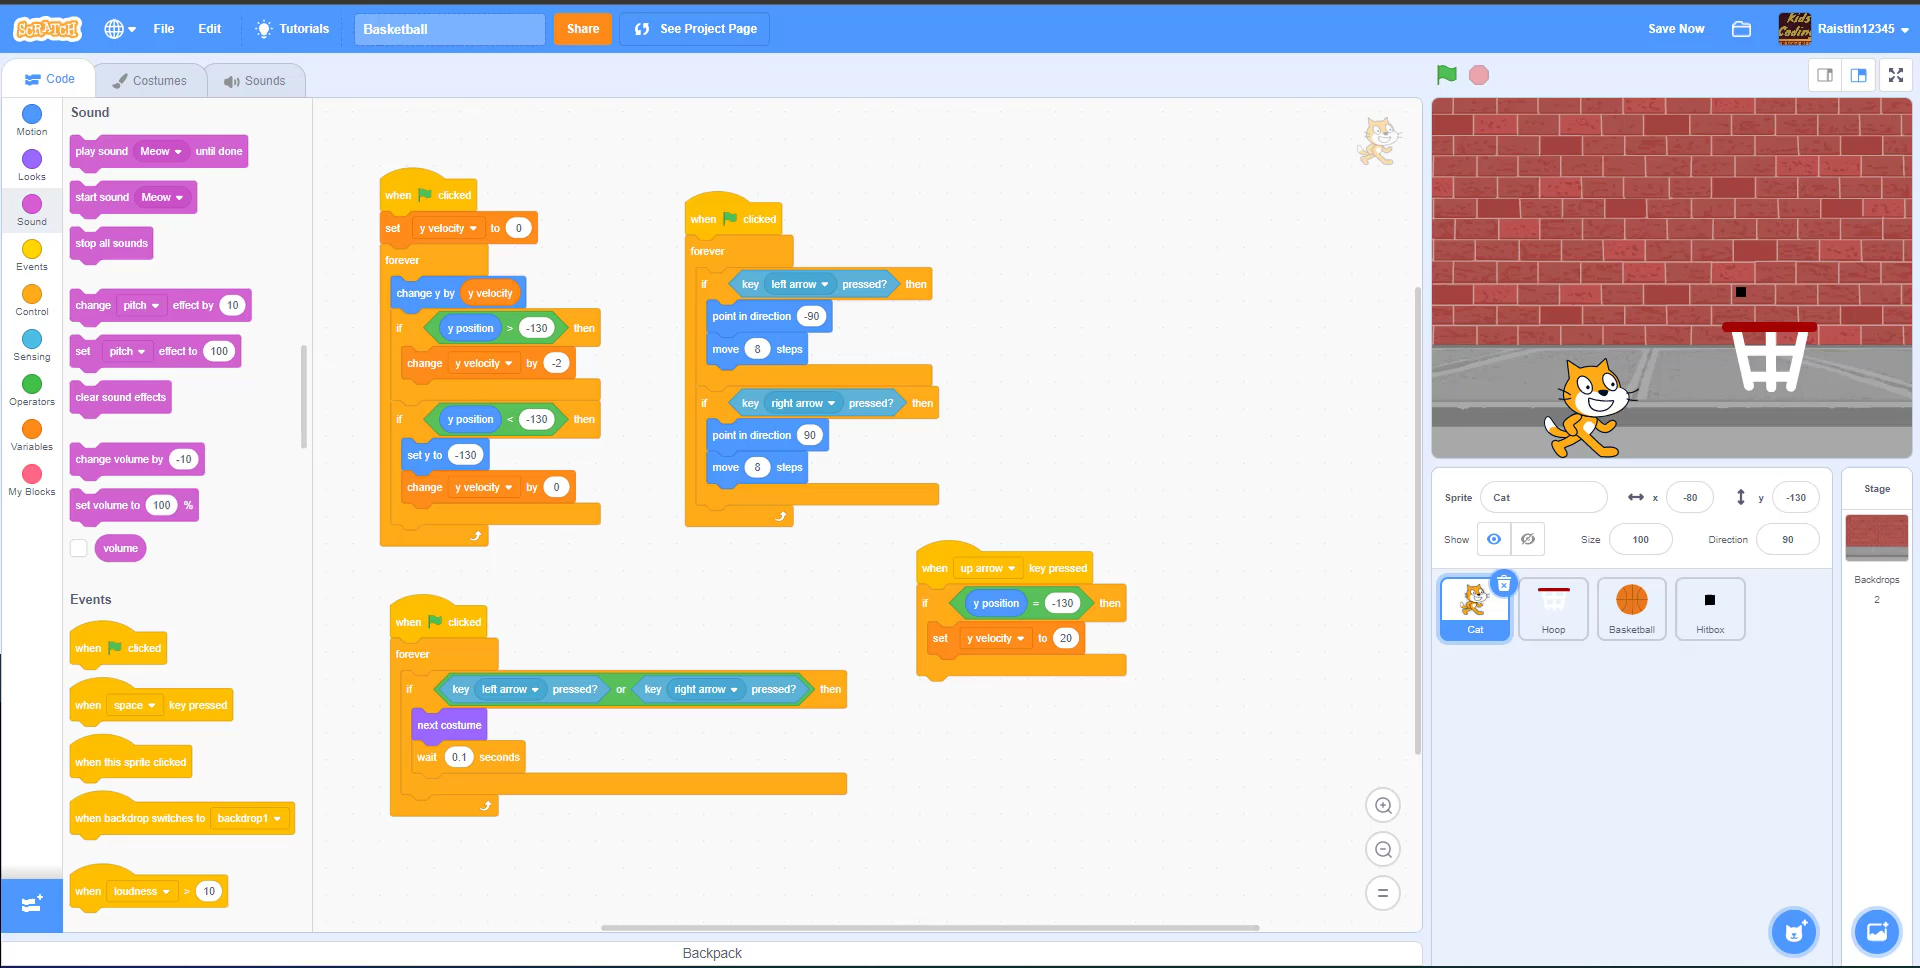 SCRATCH
File
Edit
Tutorials
Basketball
Share
See Project Page
Save Now
Kids
Coding
Raistlin12345
Code
Costumes
Sounds
Motion
Looks
Sound
Events
Control
Sensing
Operators
Variables
My Blocks
Sound
play sound Meow until done
start sound Meow
stop all sounds
change pitch effect by 10
set pitch effect to 100
clear sound effects
change volume by -10
set volume to 100 %
volume
Events
when clicked
when space key pressed
when this sprite clicked
when backdrop switches to backdrop1
when loudness > 10
when clicked
set y velocity to 0
forever
change y by y velocity
if y position > -130 then
change y velocity by -2
if y position < -130 then
set y to -130
change y velocity by 0
when clicked
forever
if key left arrow pressed? then
point in direction -90
move 8 steps
if key right arrow pressed? then
point in direction 90
move 8 steps
when clicked
forever
if key left arrow pressed? or key right arrow pressed? then
next costume
wait 0.1 seconds
when up arrow key pressed
if y position = -130 then
set y velocity to 20
Backpack
Sprite Cat x -80 y -130
Show Size 100 Direction 90
Cat
Hoop
Basketball
Hitbox
Stage
Backdrops
2